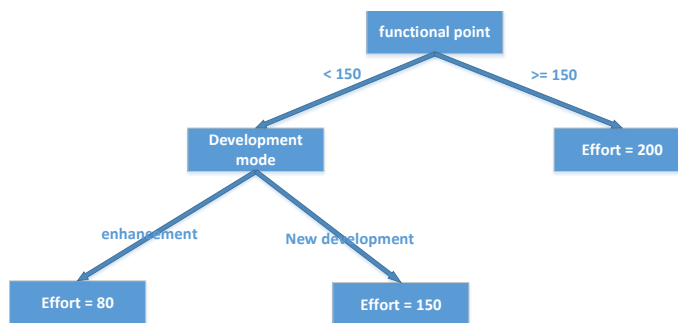 functional point
< 150
>= 150
Development
mode
Effort = 200
enhancement
New development
Effort = 80
Effort = 150